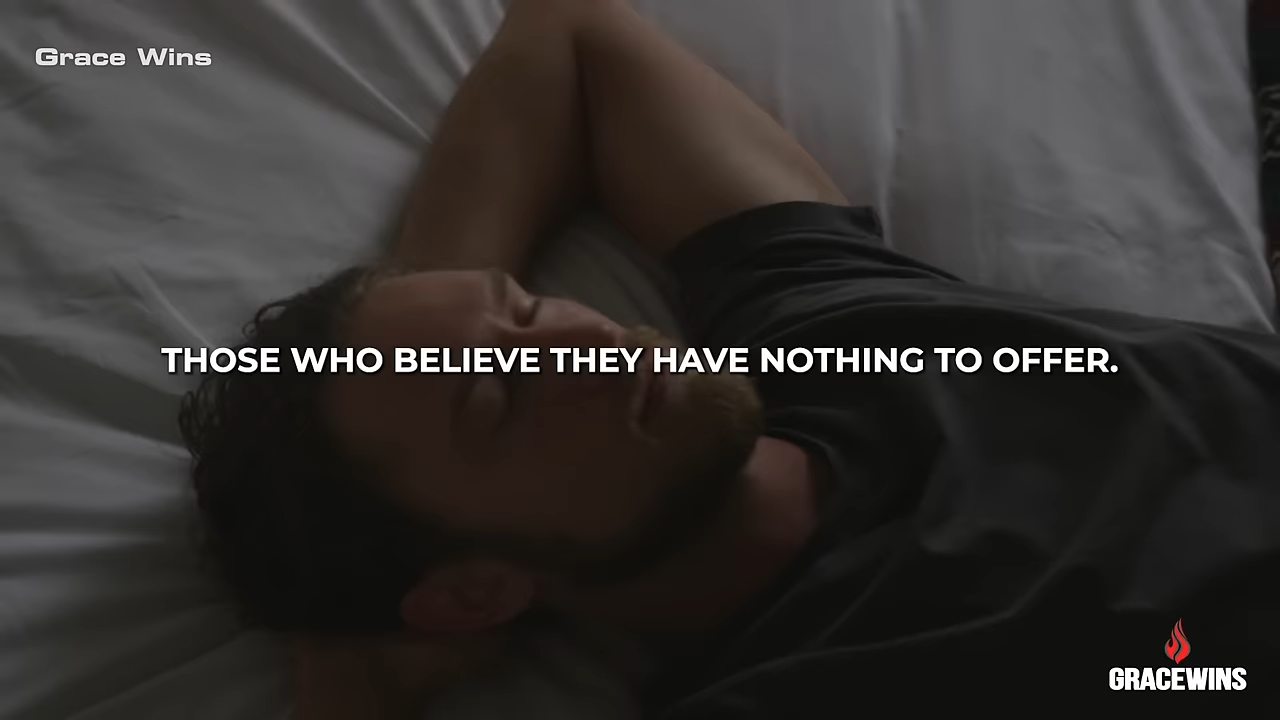 Grace Wins
THOSE WHO BELIEVE THEY HAVE NOTHING TO OFFER.
GRACEWINS